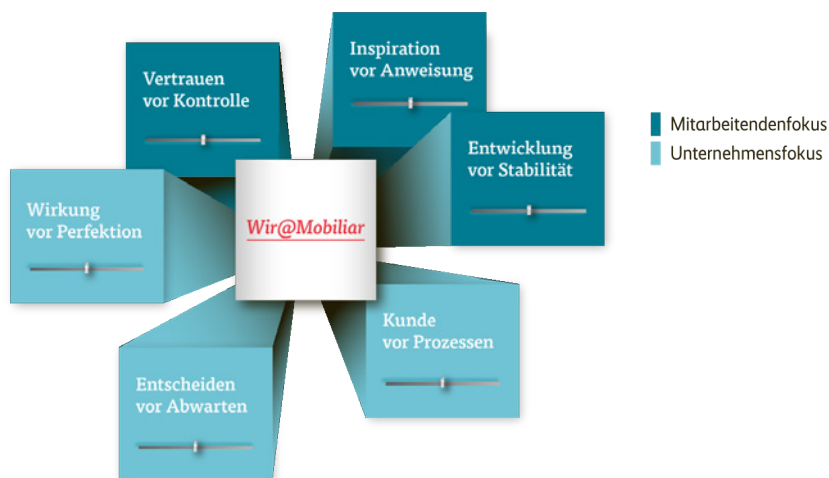 Inspiration
vor Anweisung
Vertrauen
vor Kontrolle
Entwicklung
vor Stabilität
Mitarbeitendenfokus
Unternehmensfokus
Wirkung
vor Perfektion
Wir@Mobiliar
Kunde
vor Prozessen
Entscheiden
vor Abwarten